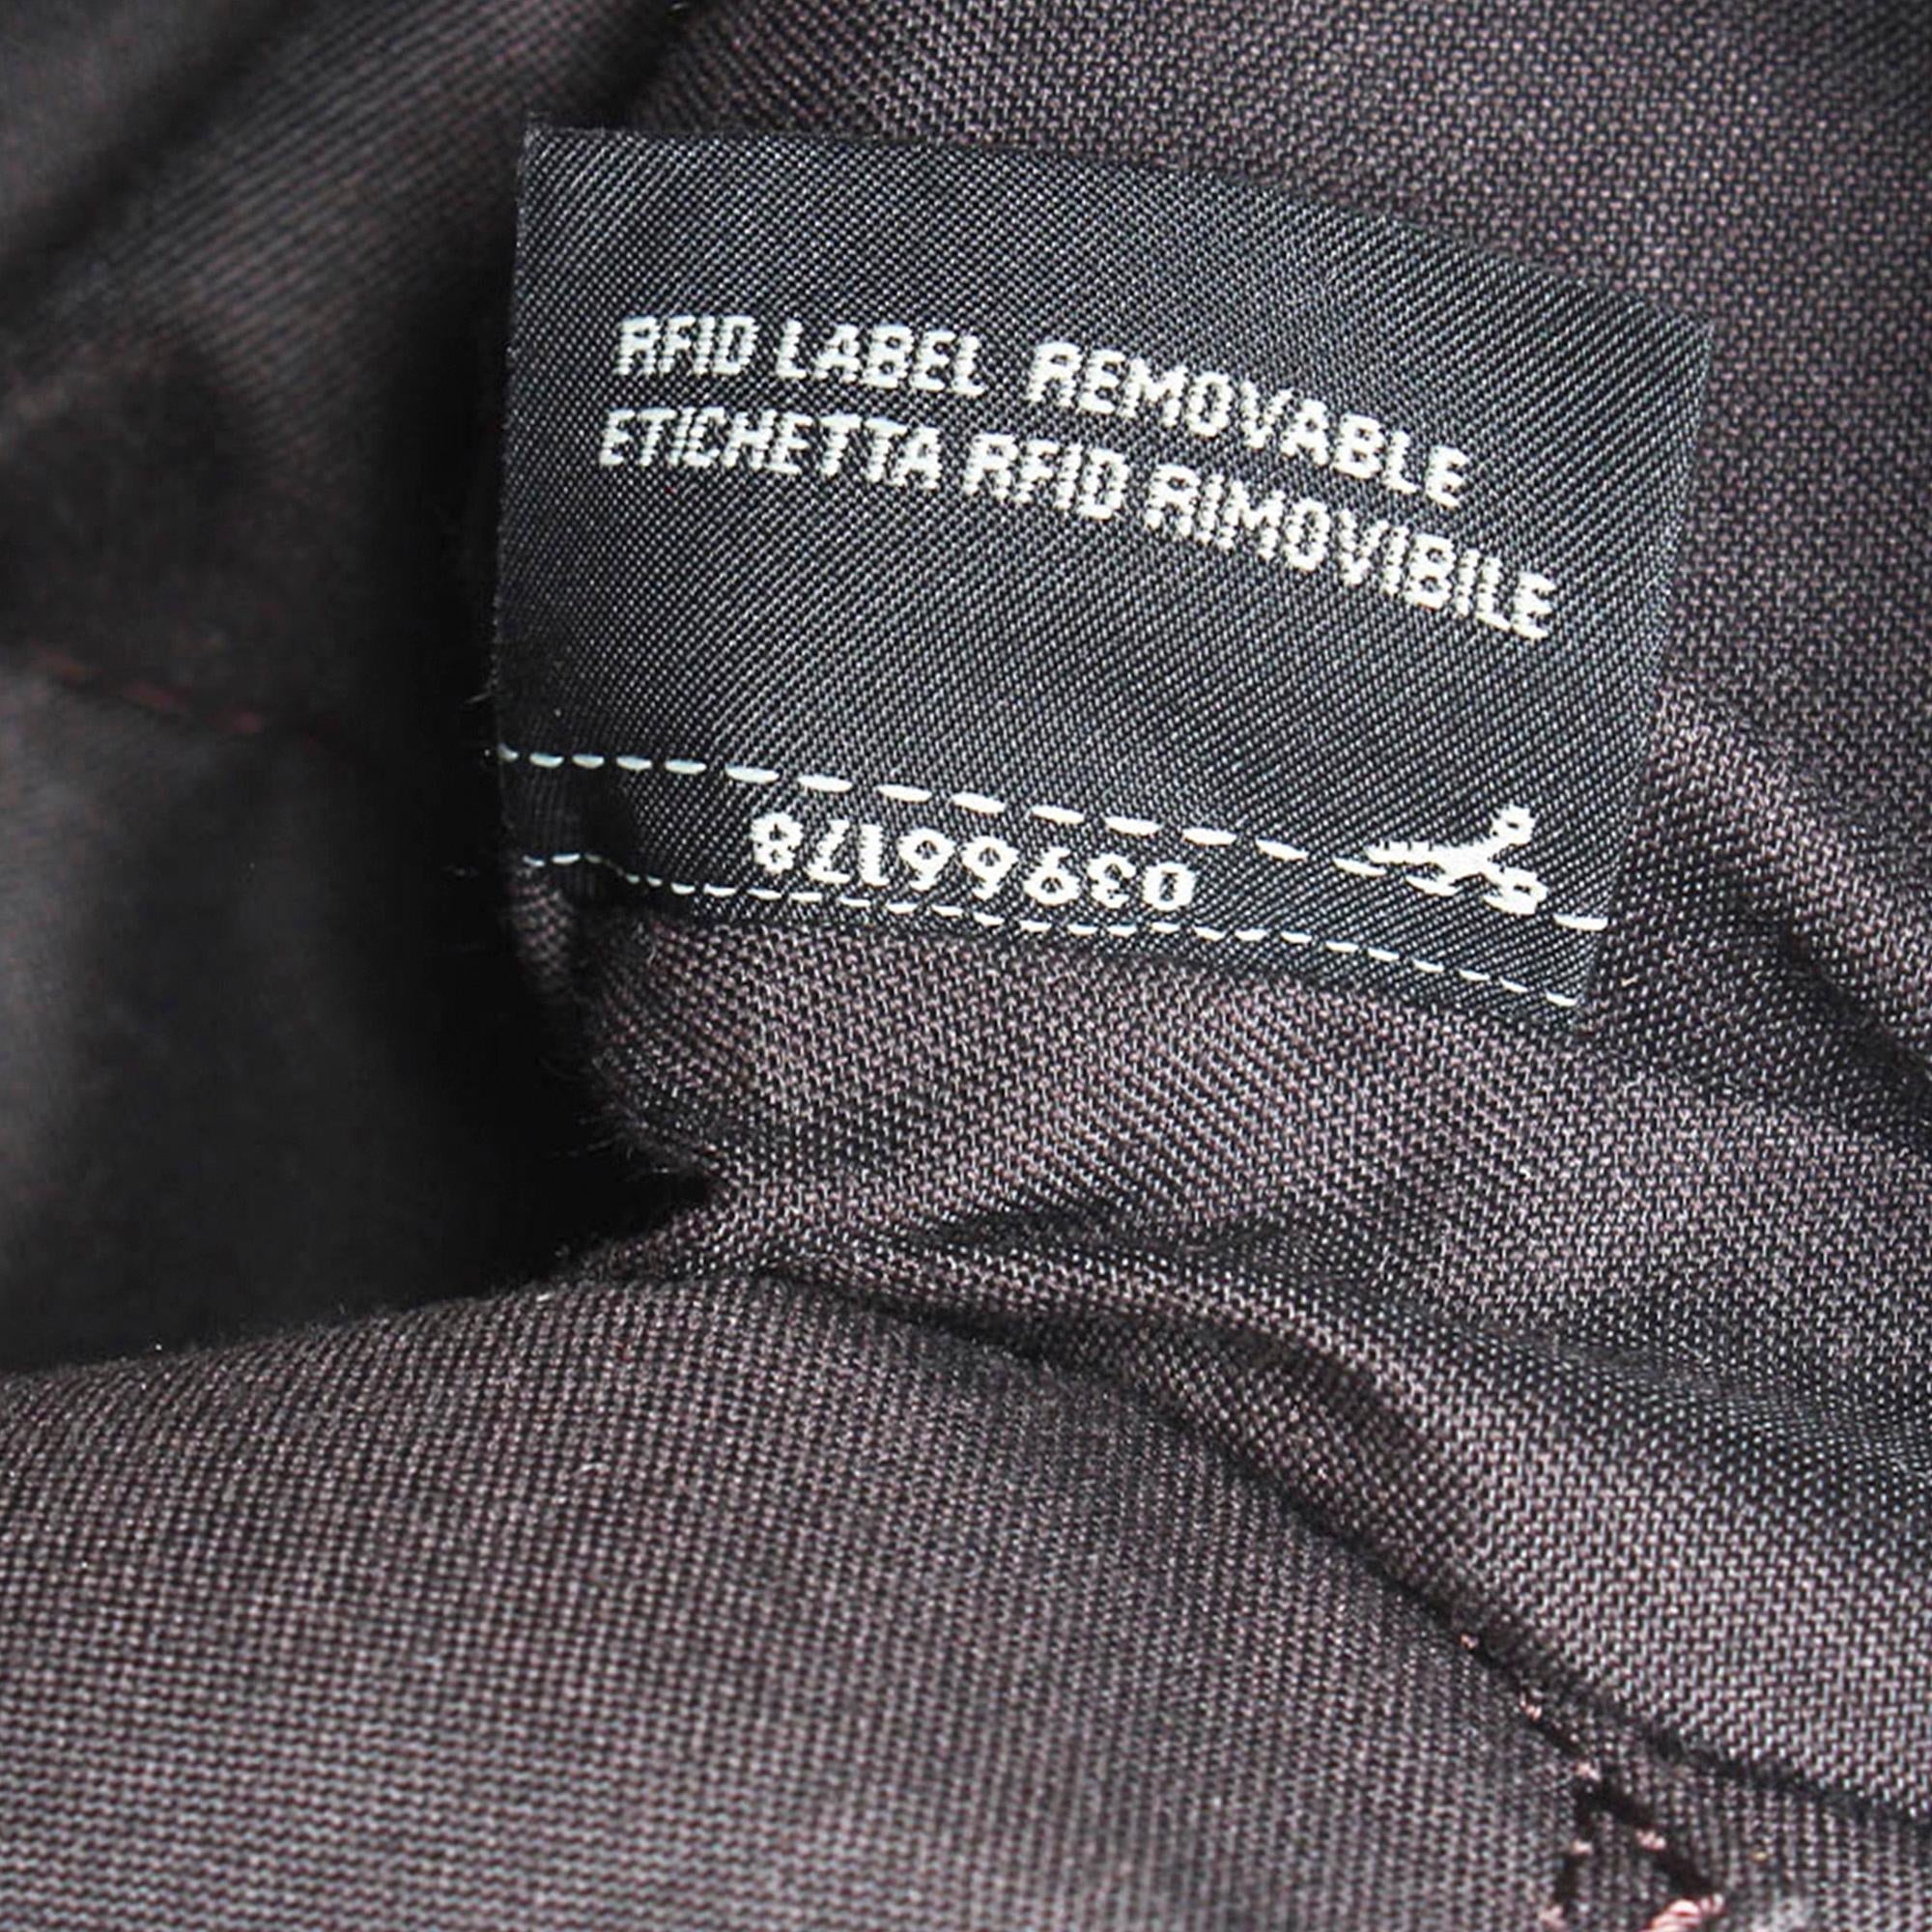 RFID LABEL REMOVABLE
ETICHETTA RFID RIMOVIBILE
03966178